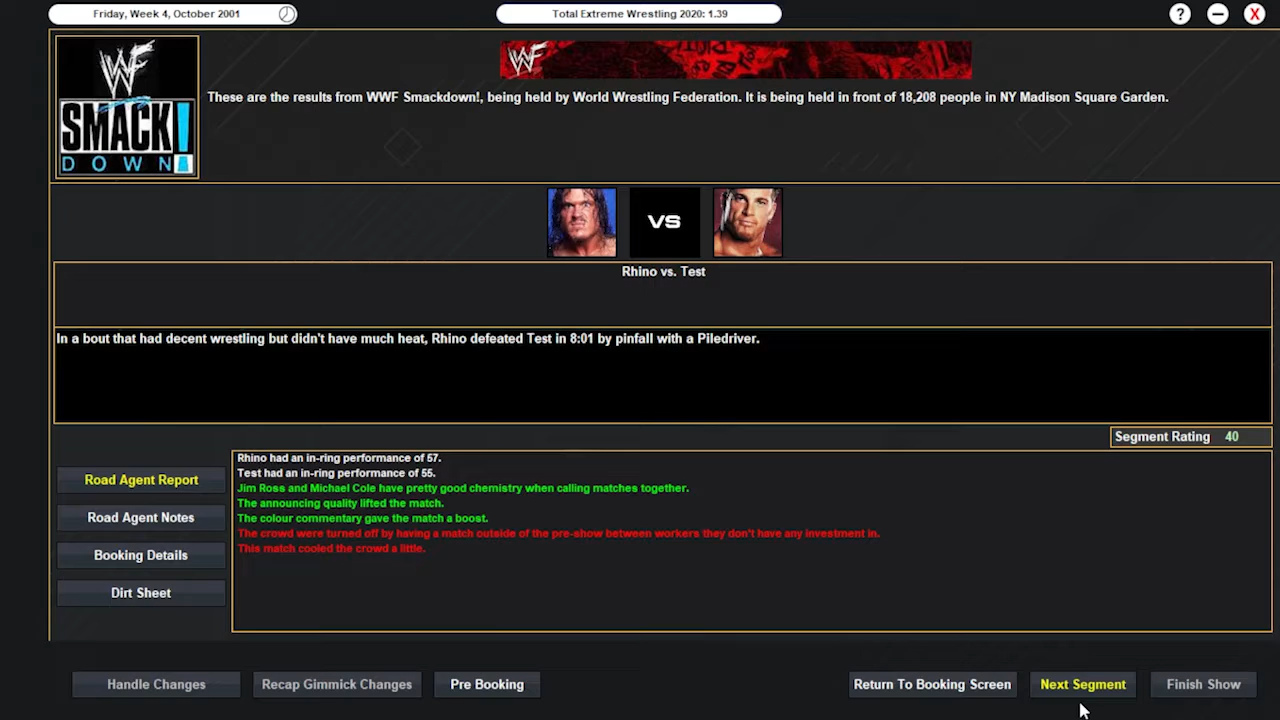 Friday, Week 4, October 2001
Total Extreme Wrestling 2020: 1.39
?
X
WF
SMACK!
DOWN
WF
These are the results from WWF Smackdown!, being held by World Wrestling Federation. It is being held in front of 18,208 people in NY Madison Square Garden.
VS
Rhino vs. Test
In a bout that had decent wrestling but didn't have much heat, Rhino defeated Test in 8:01 by pinfall with a Piledriver.
Segment Rating 40
Road Agent Report
Road Agent Notes
Booking Details
Dirt Sheet
Rhino had an in-ring performance of 57.
Test had an in-ring performance of 55.
Jim Ross and Michael Cole have pretty good chemistry when calling matches together.
The announcing quality lifted the match.
The colour commentary gave the match a boost.
The crowd were turned off by having a match outside of the pre-show between workers they don't have any investment in.
This match cooled the crowd a little.
Handle Changes
Recap Gimmick Changes
Pre Booking
Return To Booking Screen
Next Segment
Finish Show